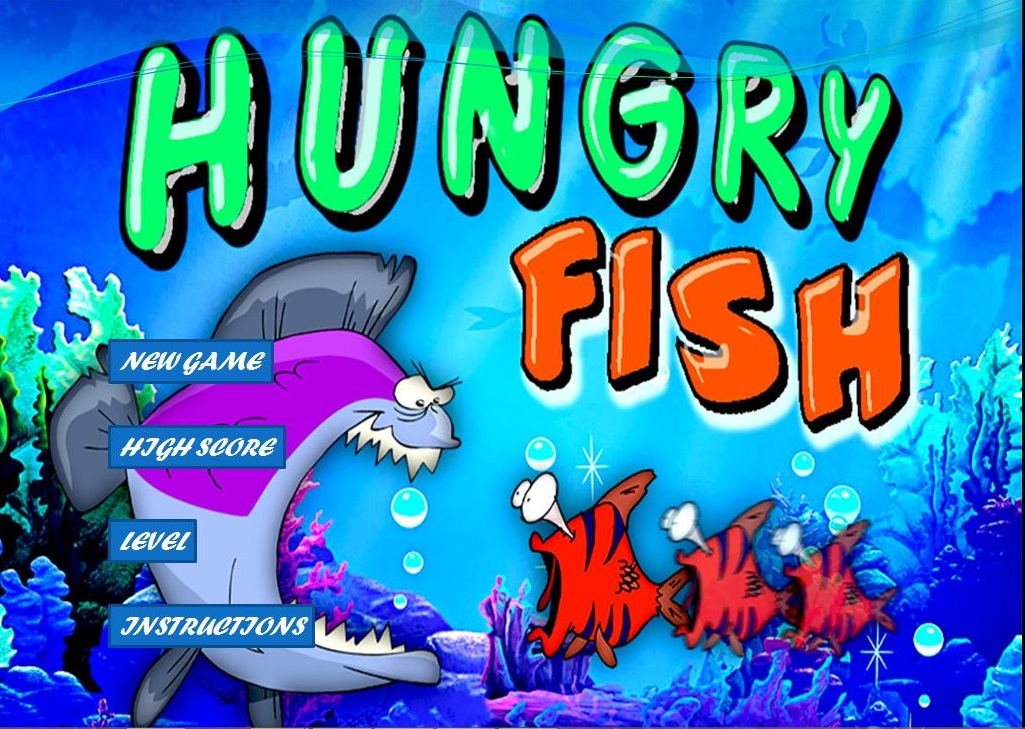 HUNGRY
FISH
NEW GAME
HIGH SCORE
LEVEL
INSTRUCTIONS